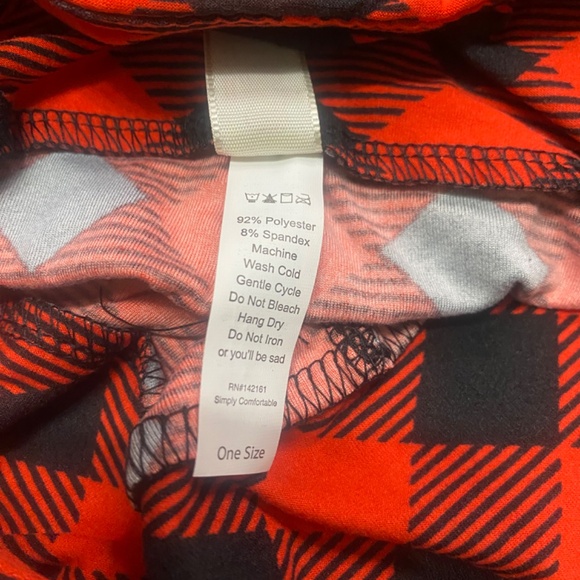 92% Polyester
8% Spandex
Machine
Wash Cold
Gentle Cycle
Do Not Bleach
Hang Dry
Do Not Iron
or you'll be sad
RN#142161
Simply Comfortable
One Size